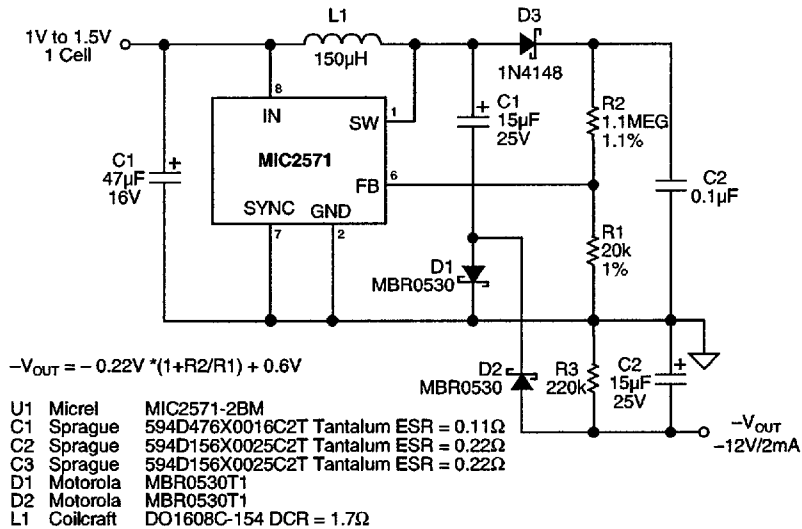 1V to 1.5V
1 Cell
L1
150µH
D3
1N4148
8
IN
1
SW
MIC2571
6
FB
SYNC
GND
7
2
C1
47µF
16V
+
C1
15µF
25V
+
R2
1.1MEG
1.1%
C2
0.1µF
R1
20k
1%
D1
MBR0530
D2
MBR0530
R3
220k
C2
15µF
25V
+
–VOUT
–12V/2mA
–VOUT = – 0.22V *(1+R2/R1) + 0.6V
U1 Micrel MIC2571-2BM
C1 Sprague 594D476X0016C2T Tantalum ESR = 0.11Ω
C2 Sprague 594D156X0025C2T Tantalum ESR = 0.22Ω
C3 Sprague 594D156X0025C2T Tantalum ESR = 0.22Ω
D1 Motorola MBR0530T1
D2 Motorola MBR0530T1
L1 Coilcraft DO1608C-154 DCR = 1.7Ω